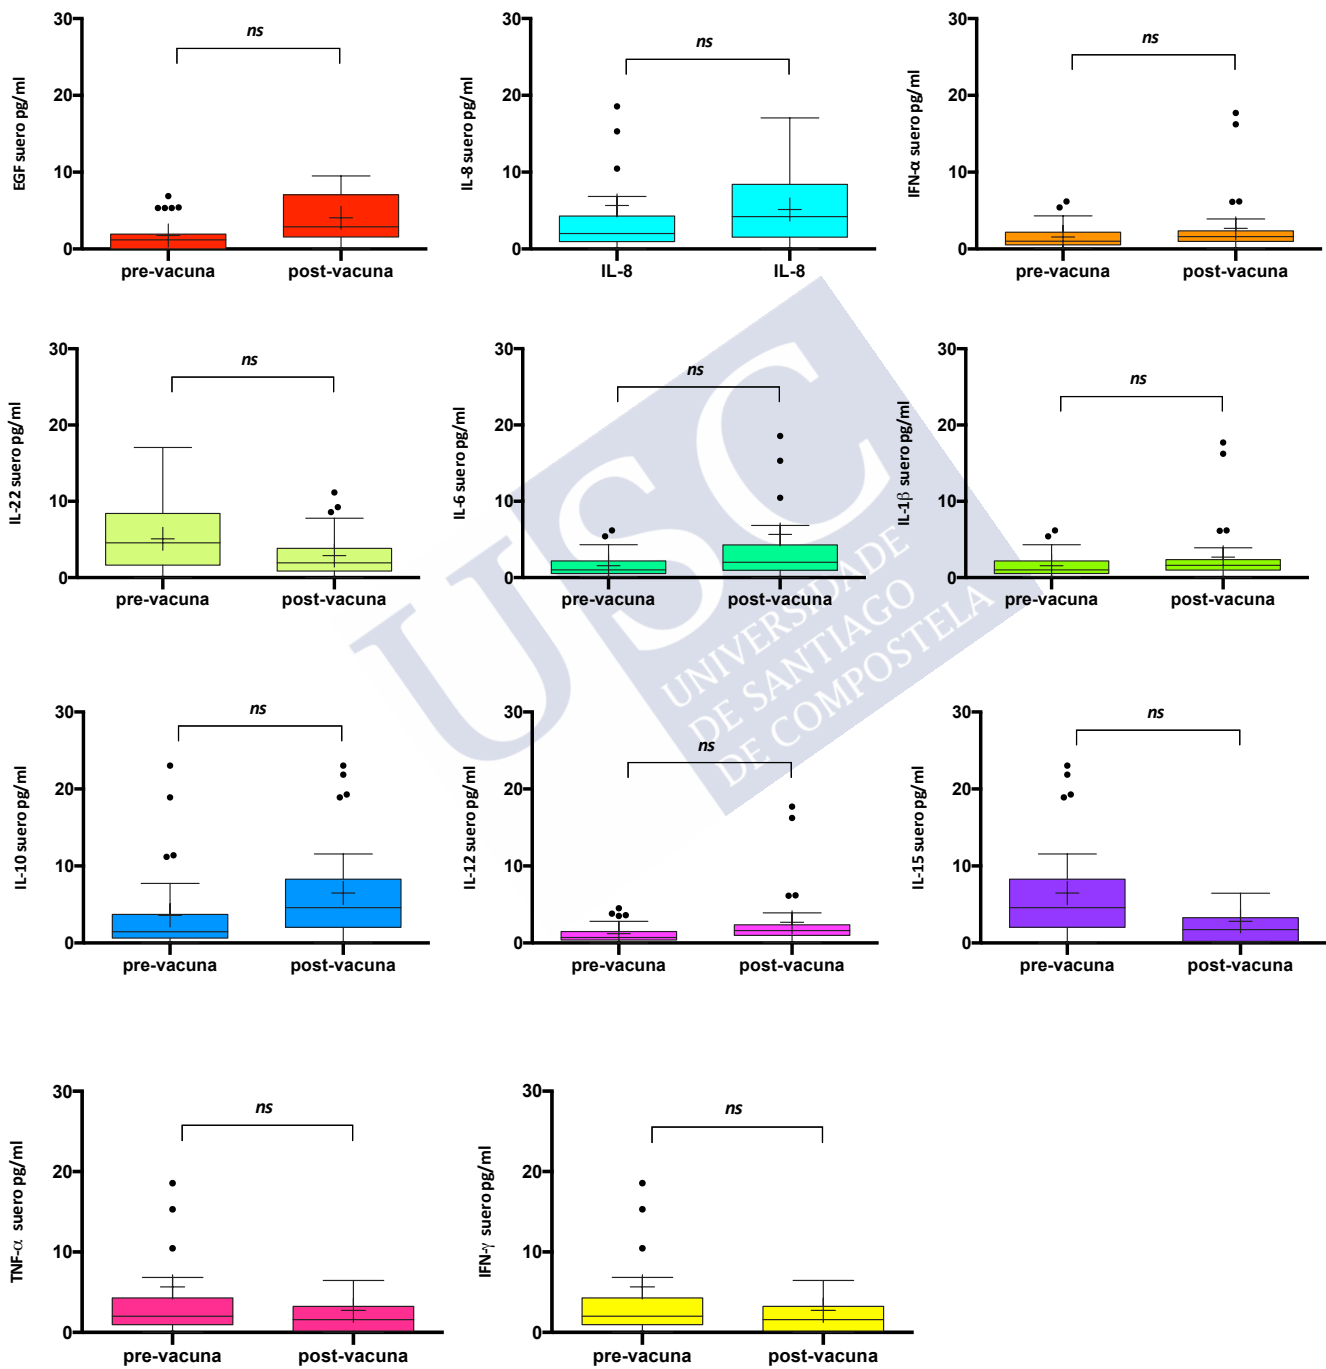 EGF suero pg/ml
30
20
10
0
ns
pre-vacuna post-vacuna
IL-8 suero pg/ml
30
20
10
0
ns
IL-8 IL-8
IFN-α suero pg/ml
30
20
10
0
ns
pre-vacuna post-vacuna
IL-22 suero pg/ml
30
20
10
0
ns
pre-vacuna post-vacuna
IL-6 suero pg/ml
30
20
10
0
ns
pre-vacuna post-vacuna
IL-1β suero pg/ml
30
20
10
0
ns
pre-vacuna post-vacuna
USC
UNIVERSIDADE
DE SANTIAGO
DE COMPOSTELA
IL-10 suero pg/ml
30
20
10
0
ns
pre-vacuna post-vacuna
IL-12 suero pg/ml
30
20
10
0
ns
pre-vacuna post-vacuna
IL-15 suero pg/ml
30
20
10
0
ns
pre-vacuna post-vacuna
TNF-α suero pg/ml
30
20
10
0
ns
pre-vacuna post-vacuna
IFN-γ suero pg/ml
30
20
10
0
ns
pre-vacuna post-vacuna